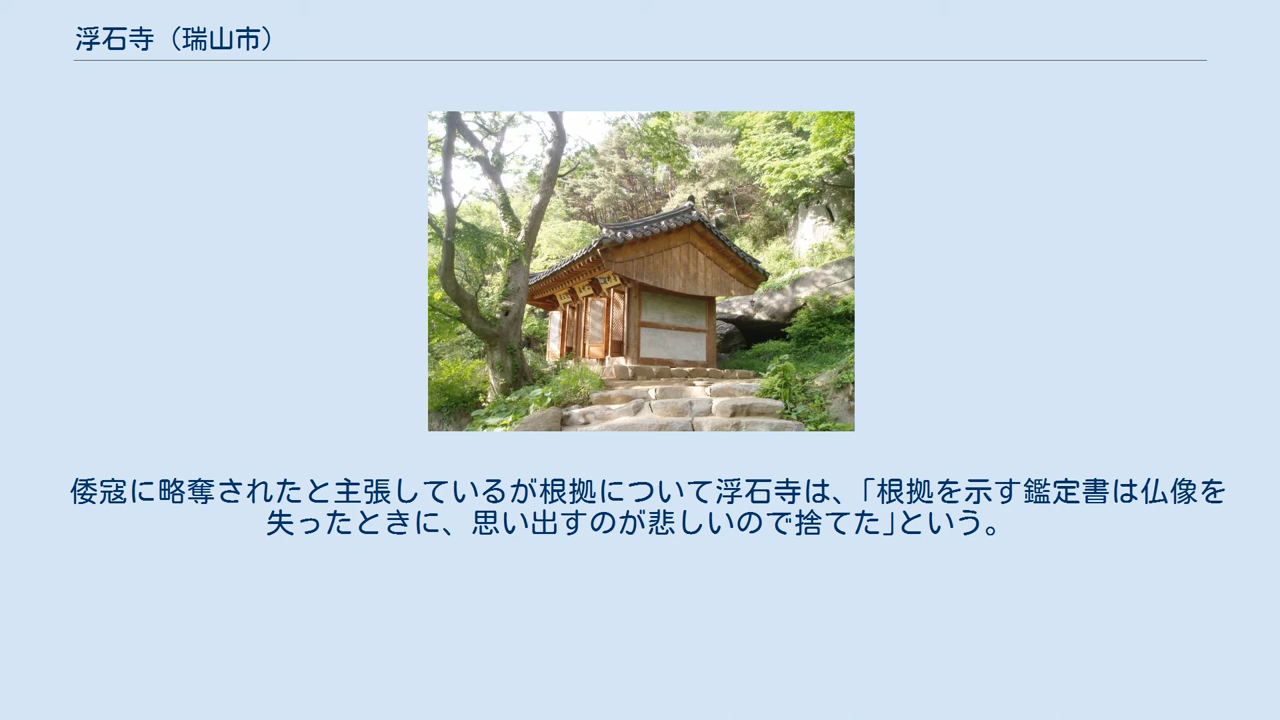 浮石寺（瑞山市）
倭寇に略奪されたと主張しているが根拠について浮石寺は、｢根拠を示す鑑定書は仏像を
失ったときに、思い出すのが悲しいので捨てた｣という。